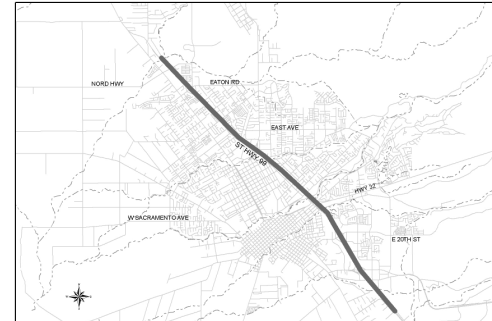 EATON RD
NORD HWY
EAST AVE
ST HWY 99
HWY 32
W SACRAMENTO AVE
E 20TH ST